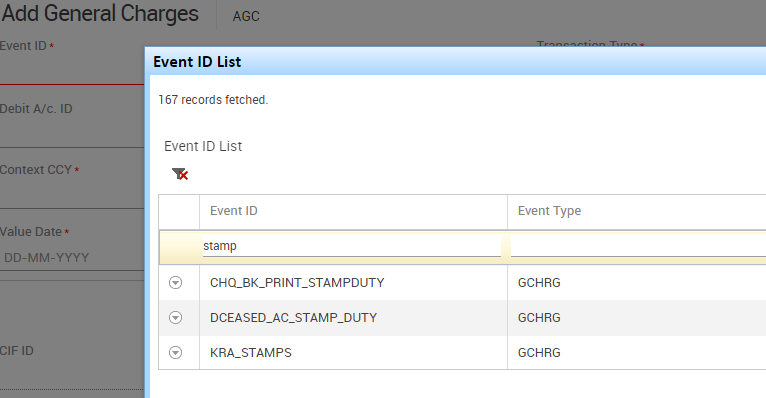 Add General Charges AGC
Event ID *
Transaction Type *
Event ID List
167 records fetched.
Debit A/c. ID
Event ID List
Context CCY *
Event ID Event Type
Value Date *
stamp
DD-MM-YYYY
CHQ_BK_PRINT_STAMPDUTY GCHRG
DCEASED_AC_STAMP_DUTY GCHRG
CIF ID
KRA_STAMPS GCHRG